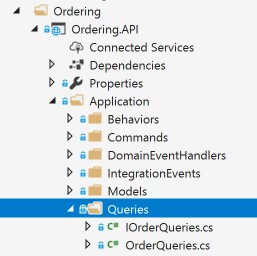 Ordering
Ordering.API
Connected Services
Dependencies
Properties
Application
Behaviors
Commands
DomainEventHandlers
IntegrationEvents
Models
Queries
IOrderQueries.cs
OrderQueries.cs